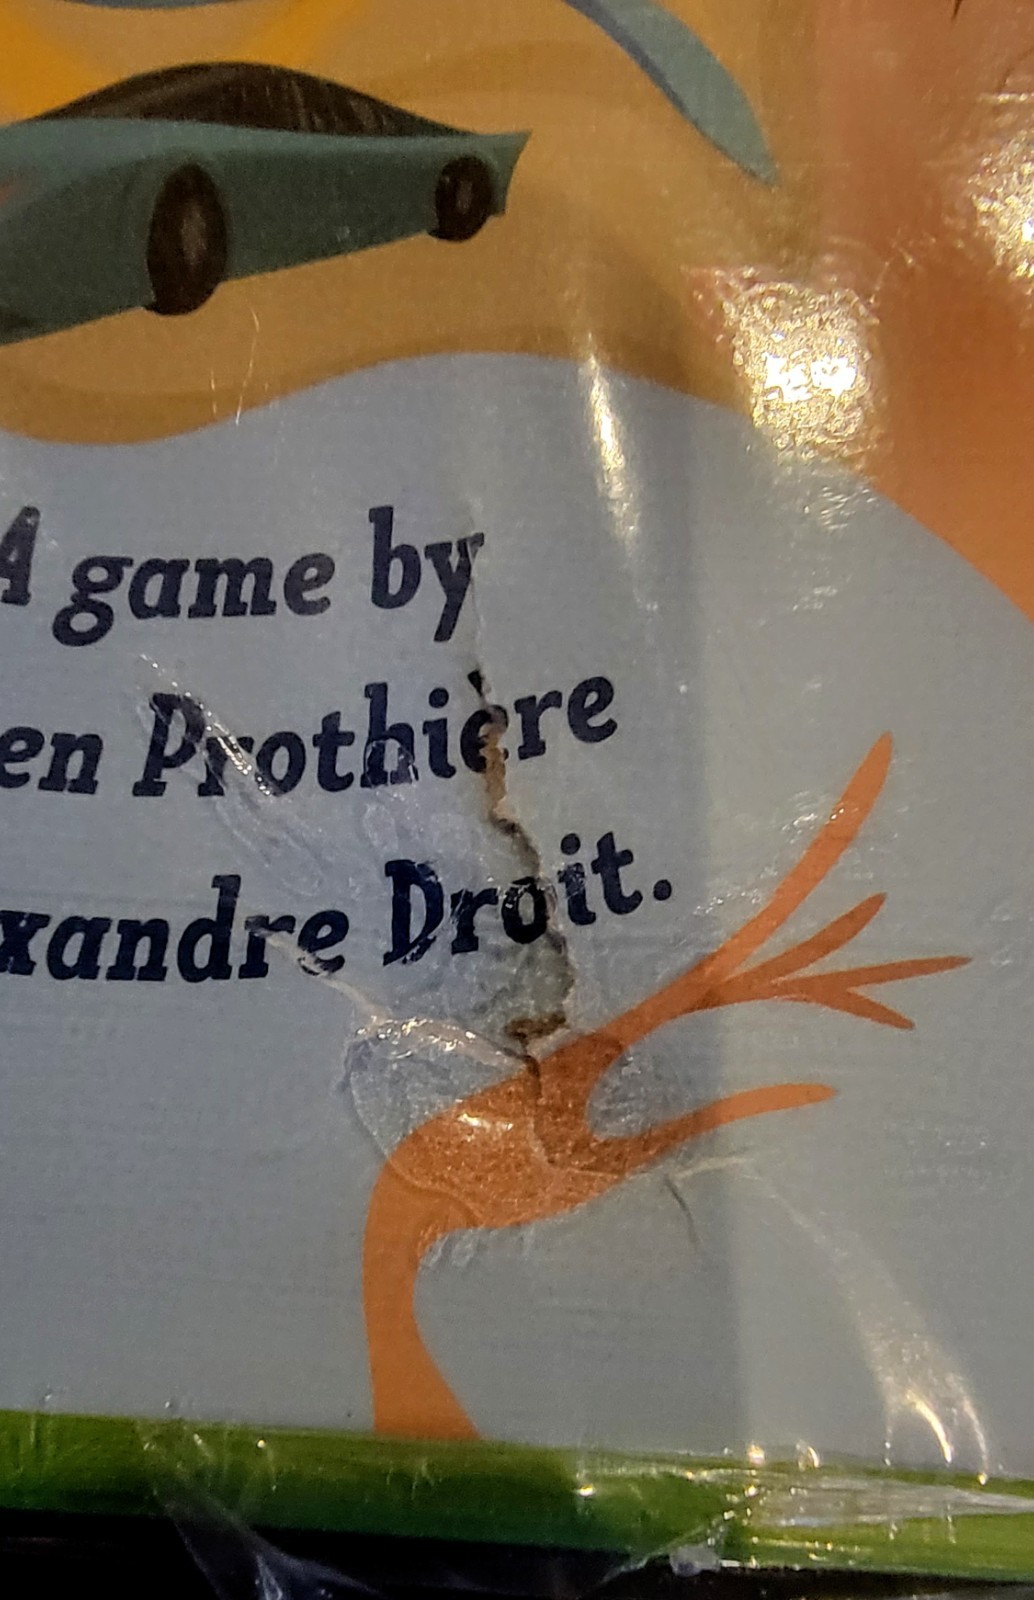 A game by
en Prothière
xandre Droit.